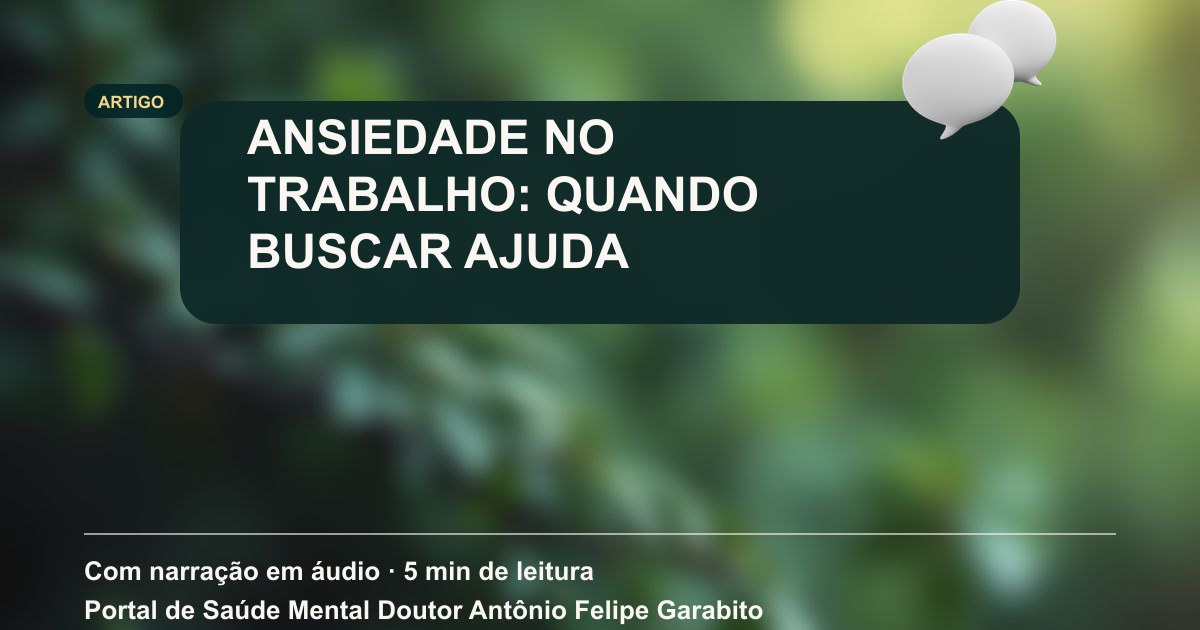 ARTIGO
ANSIEDADE NO
TRABALHO: QUANDO
BUSCAR AJUDA
Com narração em áudio · 5 min de leitura
Portal de Saúde Mental Doutor Antônio Felipe Garabito